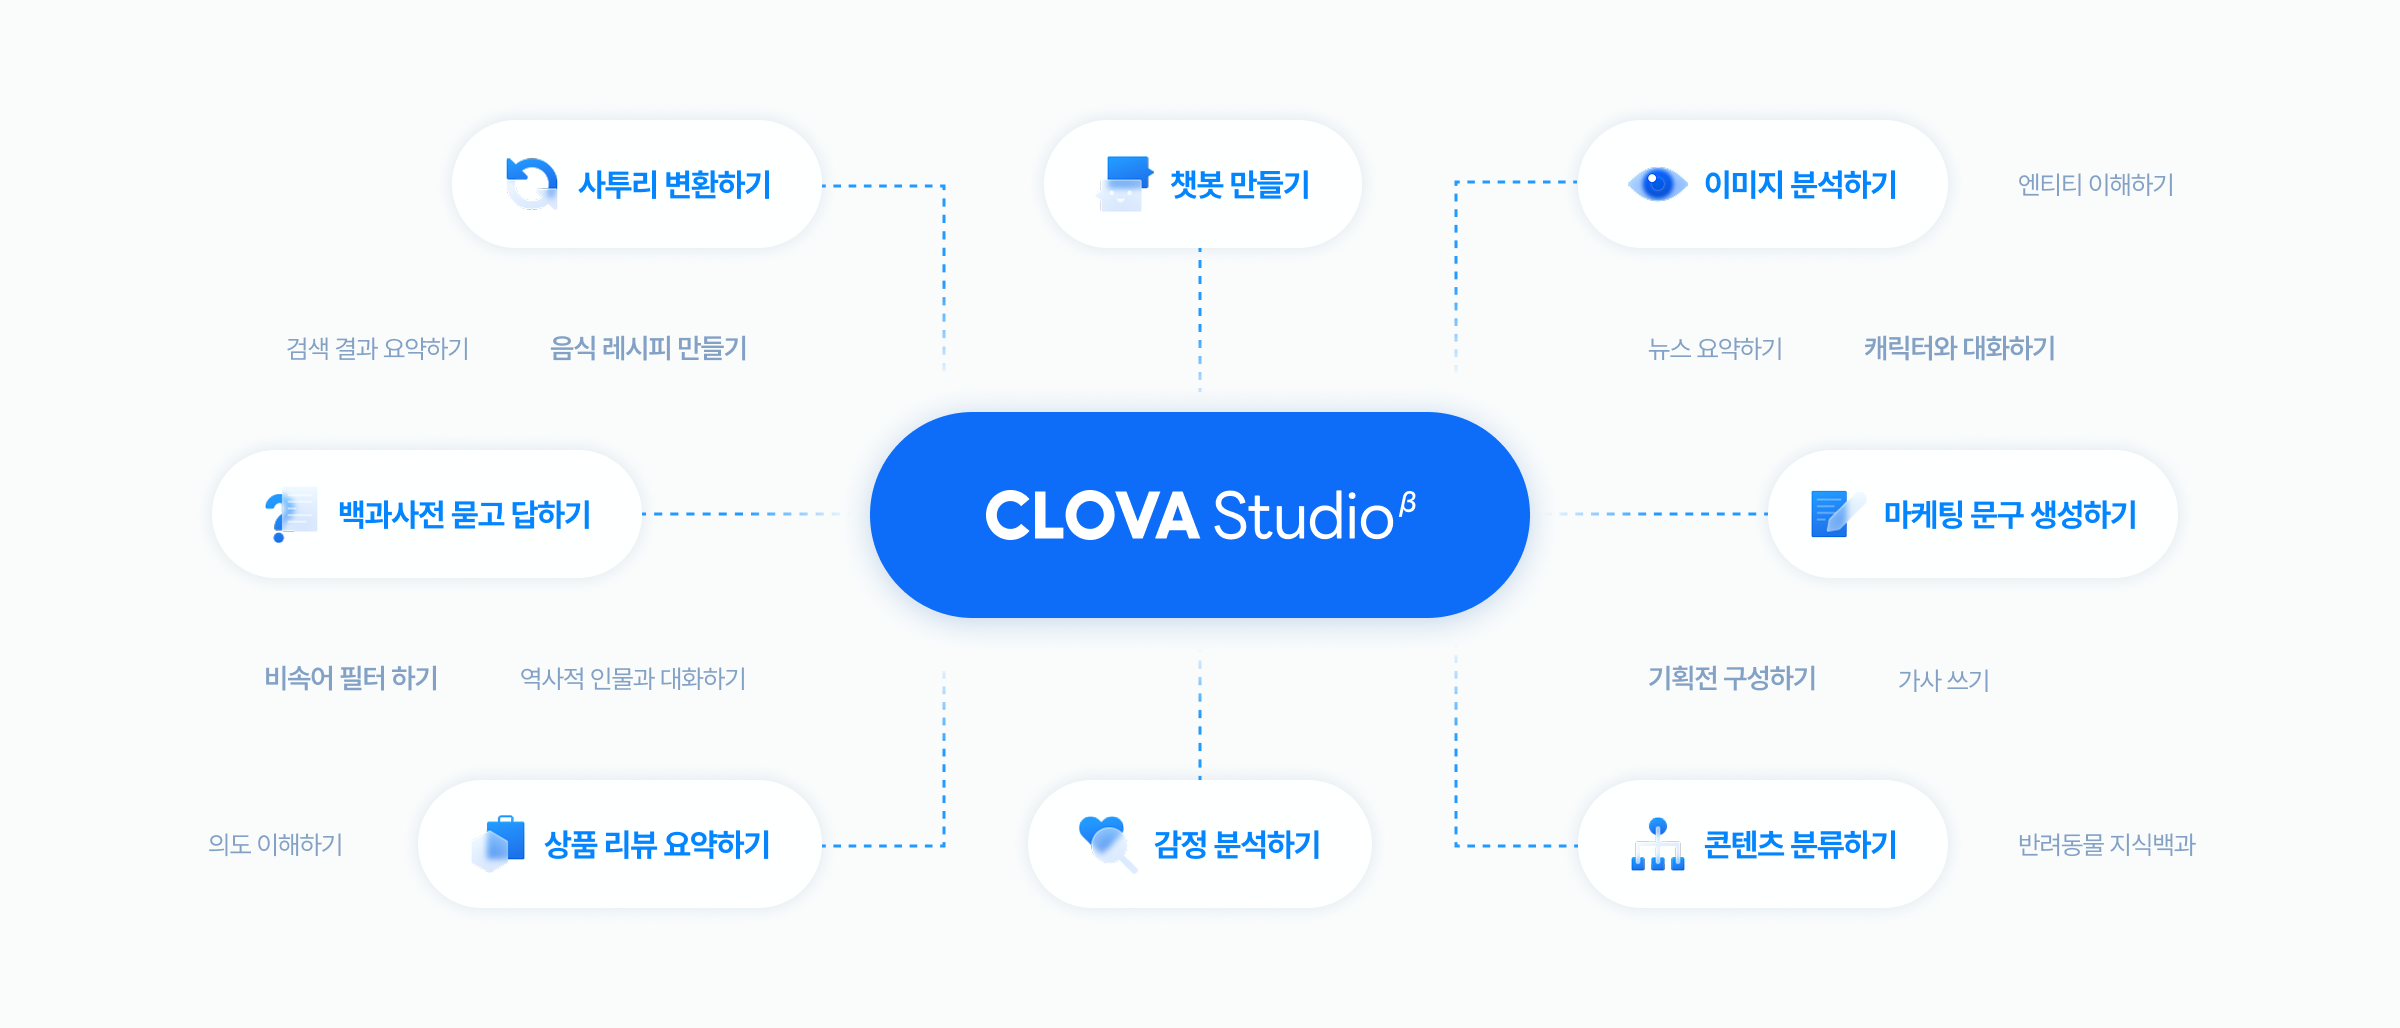 사투리 변환하기
챗봇 만들기
이미지 분석하기
엔티티 이해하기
검색 결과 요약하기
음식 레시피 만들기
뉴스 요약하기
캐릭터와 대화하기
백과사전 묻고 답하기
CLOVA Studio β
마케팅 문구 생성하기
비속어 필터 하기
역사적 인물과 대화하기
기획전 구성하기
가사 쓰기
의도 이해하기
상품 리뷰 요약하기
감정 분석하기
콘텐츠 분류하기
반려동물 지식백과